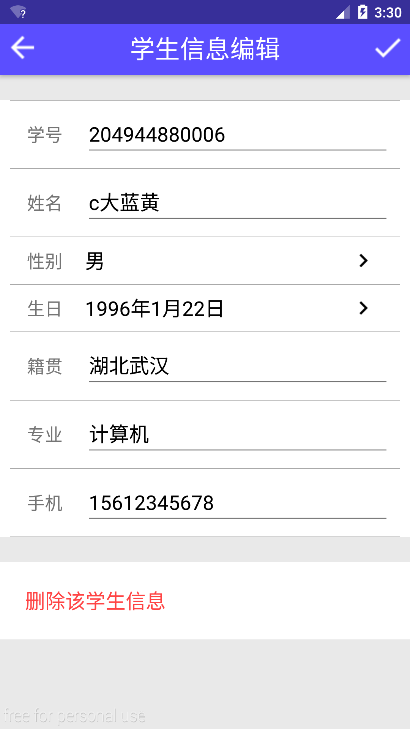 3:30
学生信息编辑
学号 204944880006
姓名 c大蓝黄
性别 男
生日 1996年1月22日
籍贯 湖北武汉
专业 计算机
手机 15612345678
删除该学生信息
free for personal use